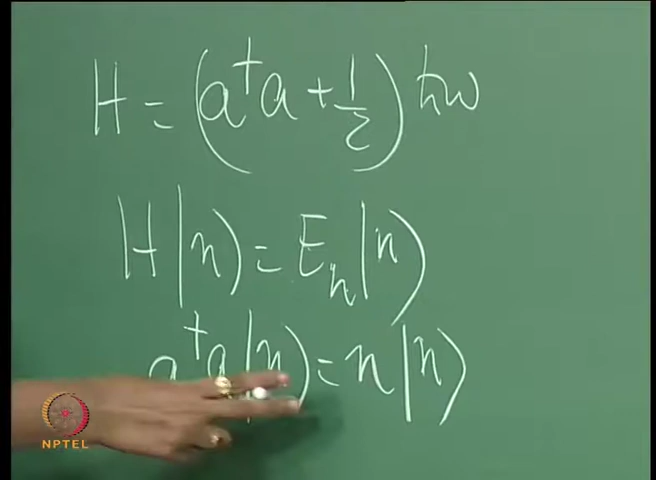 H = (a†a + 1/2) ħω
H|n⟩ = Eₙ|n⟩
a†a|n⟩ = n|n⟩
NPTEL